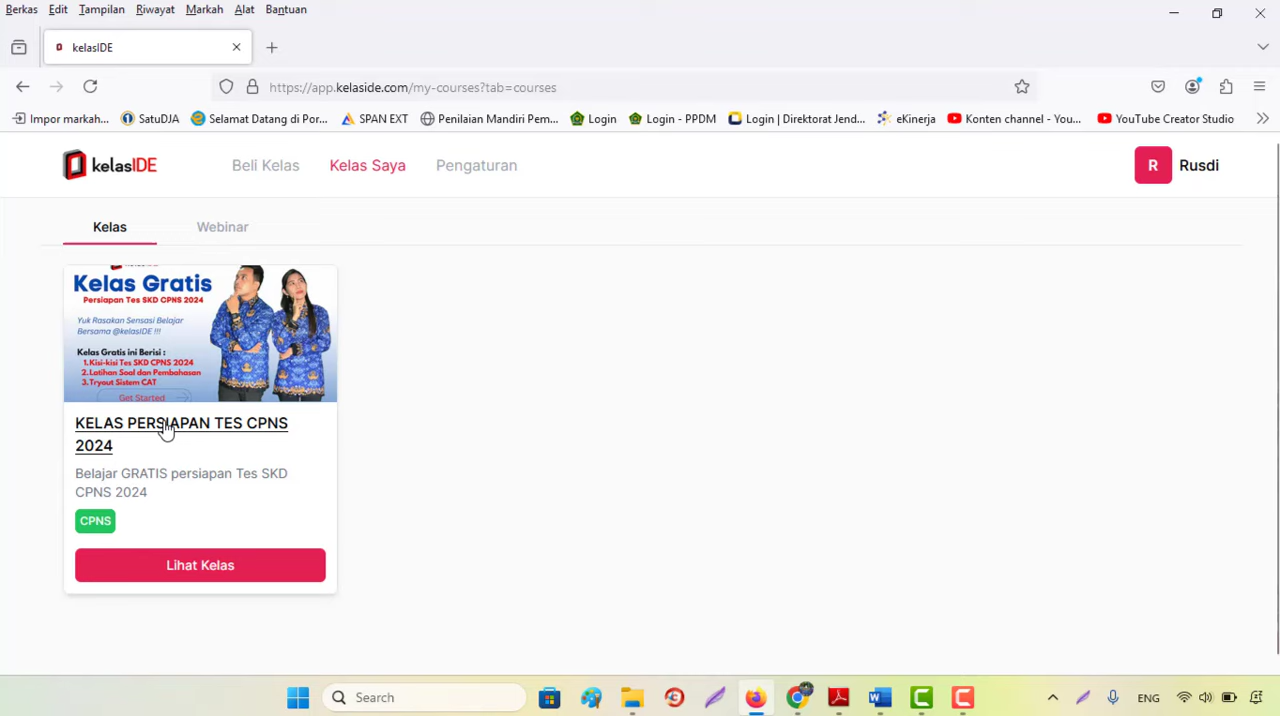 Berkas Edit Tampilan Riwayat Markah Alat Bantuan
kelasIDE
https://app.kelaside.com/my-courses?tab=courses
Impor markah... SatuDJA Selamat Datang di Por... SPAN EXT Penilaian Mandiri Pem... Login Login - PPDM Login | Direktorat Jend... eKinerja Konten channel - You... YouTube Creator Studio
kelasIDE Beli Kelas Kelas Saya Pengaturan R Rusdi
Kelas Webinar
Kelas Gratis
Persiapan Tes SKD CPNS 2024
Yuk Rasakan Sensasi Belajar
Bersama @kelasIDE !!!
Kelas Gratis ini Berisi :
1.Kisi-kisi Tes SKD CPNS 2024
2.Latihan Soal dan Pembahasan
3.Tryout Sistem CAT
Get Started
KELAS PERSIAPAN TES CPNS
2024
Belajar GRATIS persiapan Tes SKD
CPNS 2024
CPNS
Lihat Kelas
Search ENG